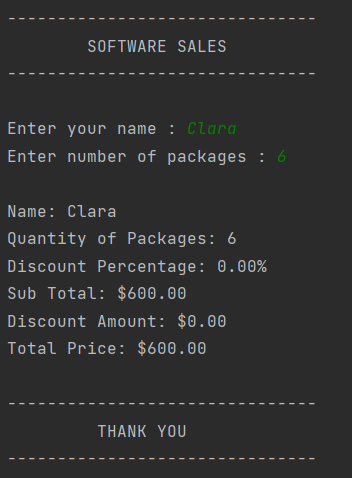 -------------------------------
SOFTWARE SALES
-------------------------------
Enter your name : Clara
Enter number of packages : 6
Name: Clara
Quantity of Packages: 6
Discount Percentage: 0.00%
Sub Total: $600.00
Discount Amount: $0.00
Total Price: $600.00
-------------------------------
THANK YOU
-------------------------------